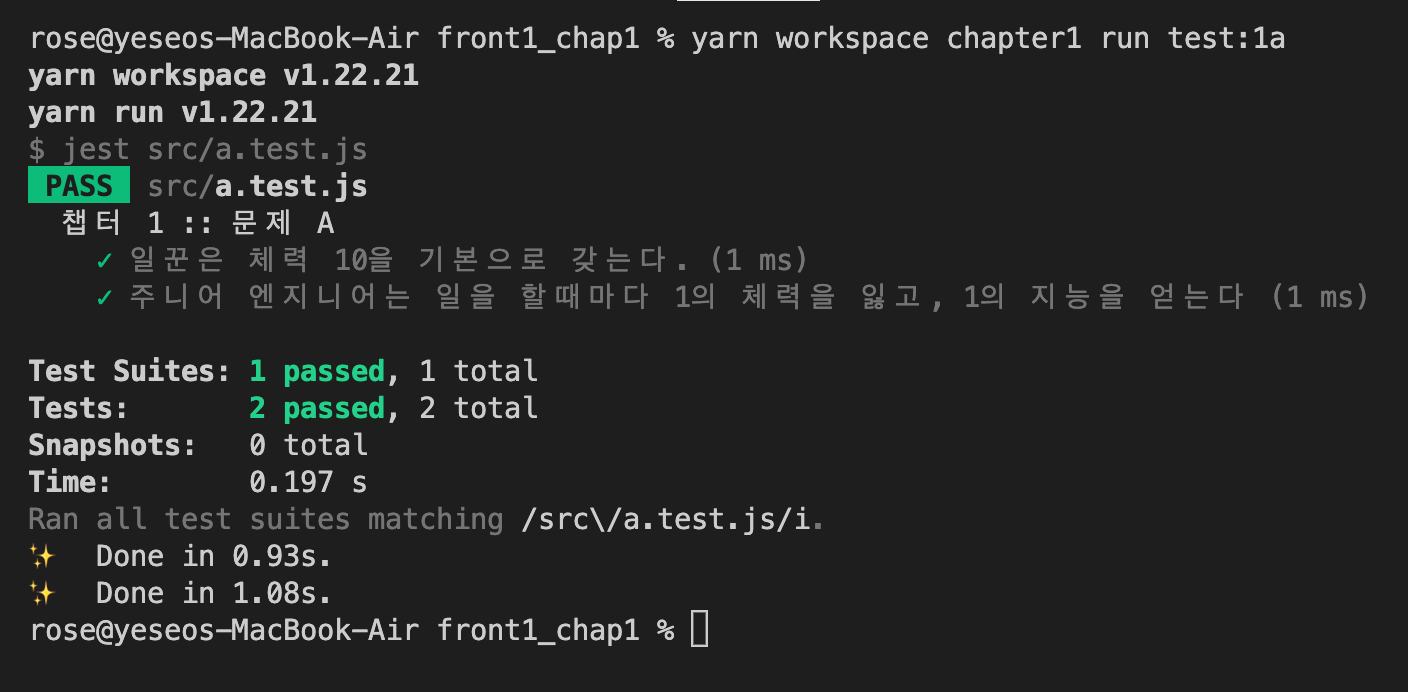 rose@yeseos-MacBook-Air front1_chap1 % yarn workspace chapter1 run test:1a
yarn workspace v1.22.21
yarn run v1.22.21
$ jest src/a.test.js
PASS src/a.test.js
챕터 1 :: 문제 A
✓ 일꾼은 체력 10을 기본으로 갖는다. (1 ms)
✓ 주니어 엔지니어는 일을 할때마다 1의 체력을 잃고, 1의 지능을 얻는다 (1 ms)
Test Suites: 1 passed, 1 total
Tests: 2 passed, 2 total
Snapshots: 0 total
Time: 0.197 s
Ran all test suites matching /src\/a.test.js/i.
✨ Done in 0.93s.
✨ Done in 1.08s.
rose@yeseos-MacBook-Air front1_chap1 %